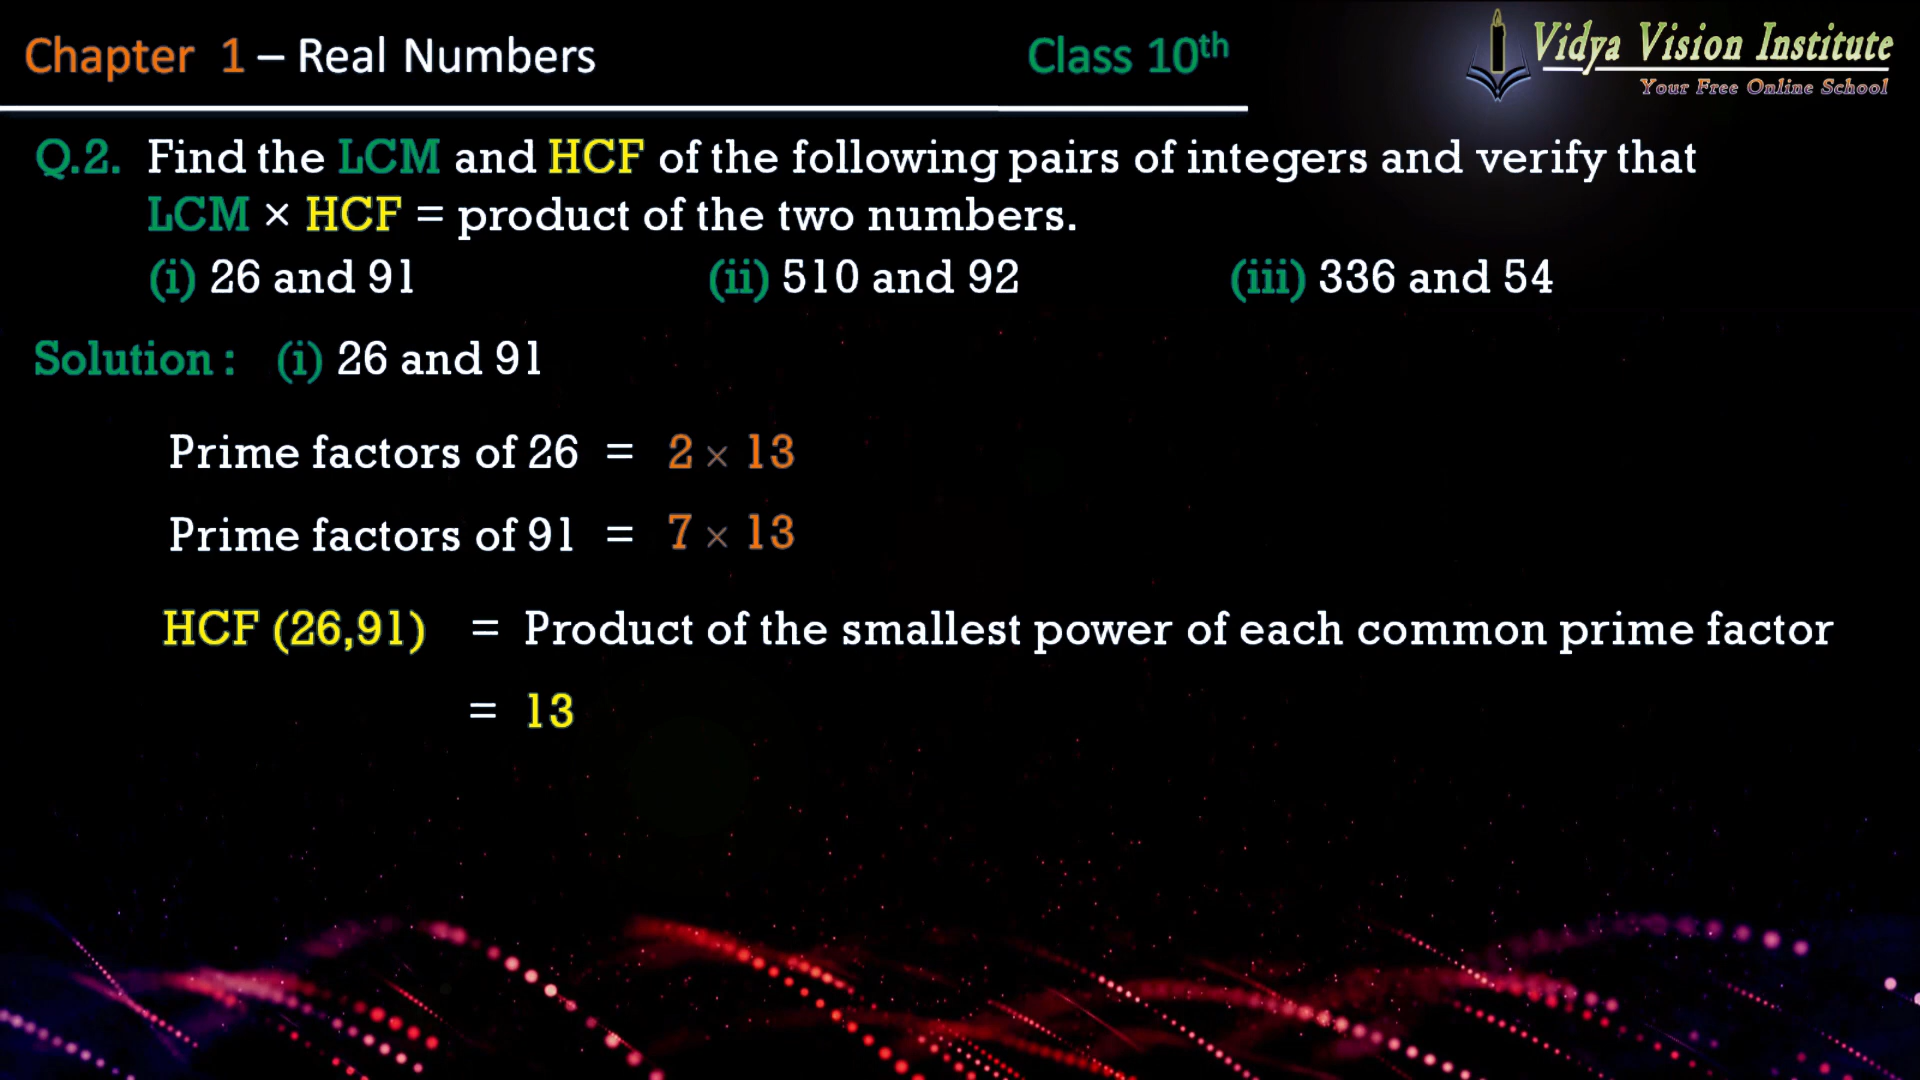 Chapter 1 – Real Numbers
Class 10th
Vidya Vision Institute
Your Free Online School
Q.2. Find the LCM and HCF of the following pairs of integers and verify that
LCM × HCF = product of the two numbers.
(i) 26 and 91 (ii) 510 and 92 (iii) 336 and 54
Solution : (i) 26 and 91
Prime factors of 26 = 2 × 13
Prime factors of 91 = 7 × 13
HCF (26,91) = Product of the smallest power of each common prime factor
= 13